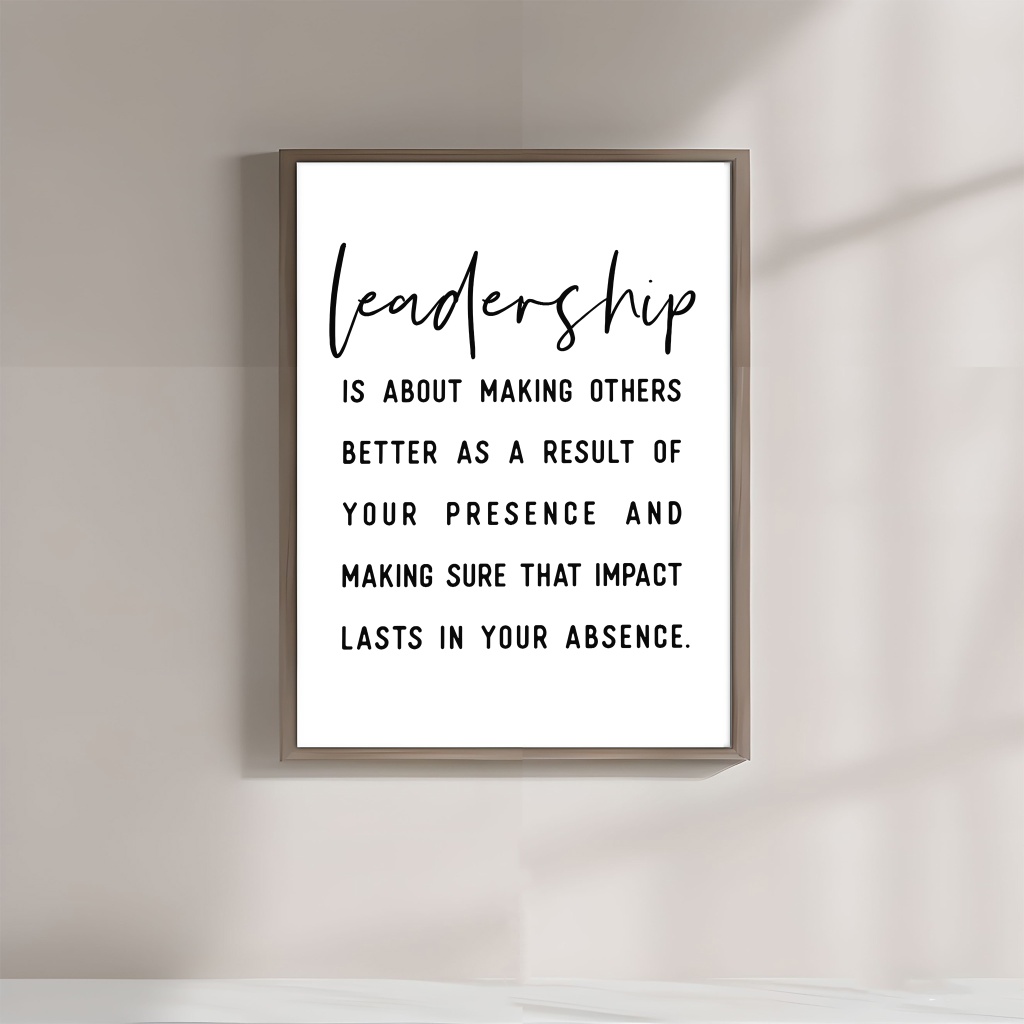 leadership
IS ABOUT MAKING OTHERS
BETTER AS A RESULT OF
YOUR PRESENCE AND
MAKING SURE THAT IMPACT
LASTS IN YOUR ABSENCE.